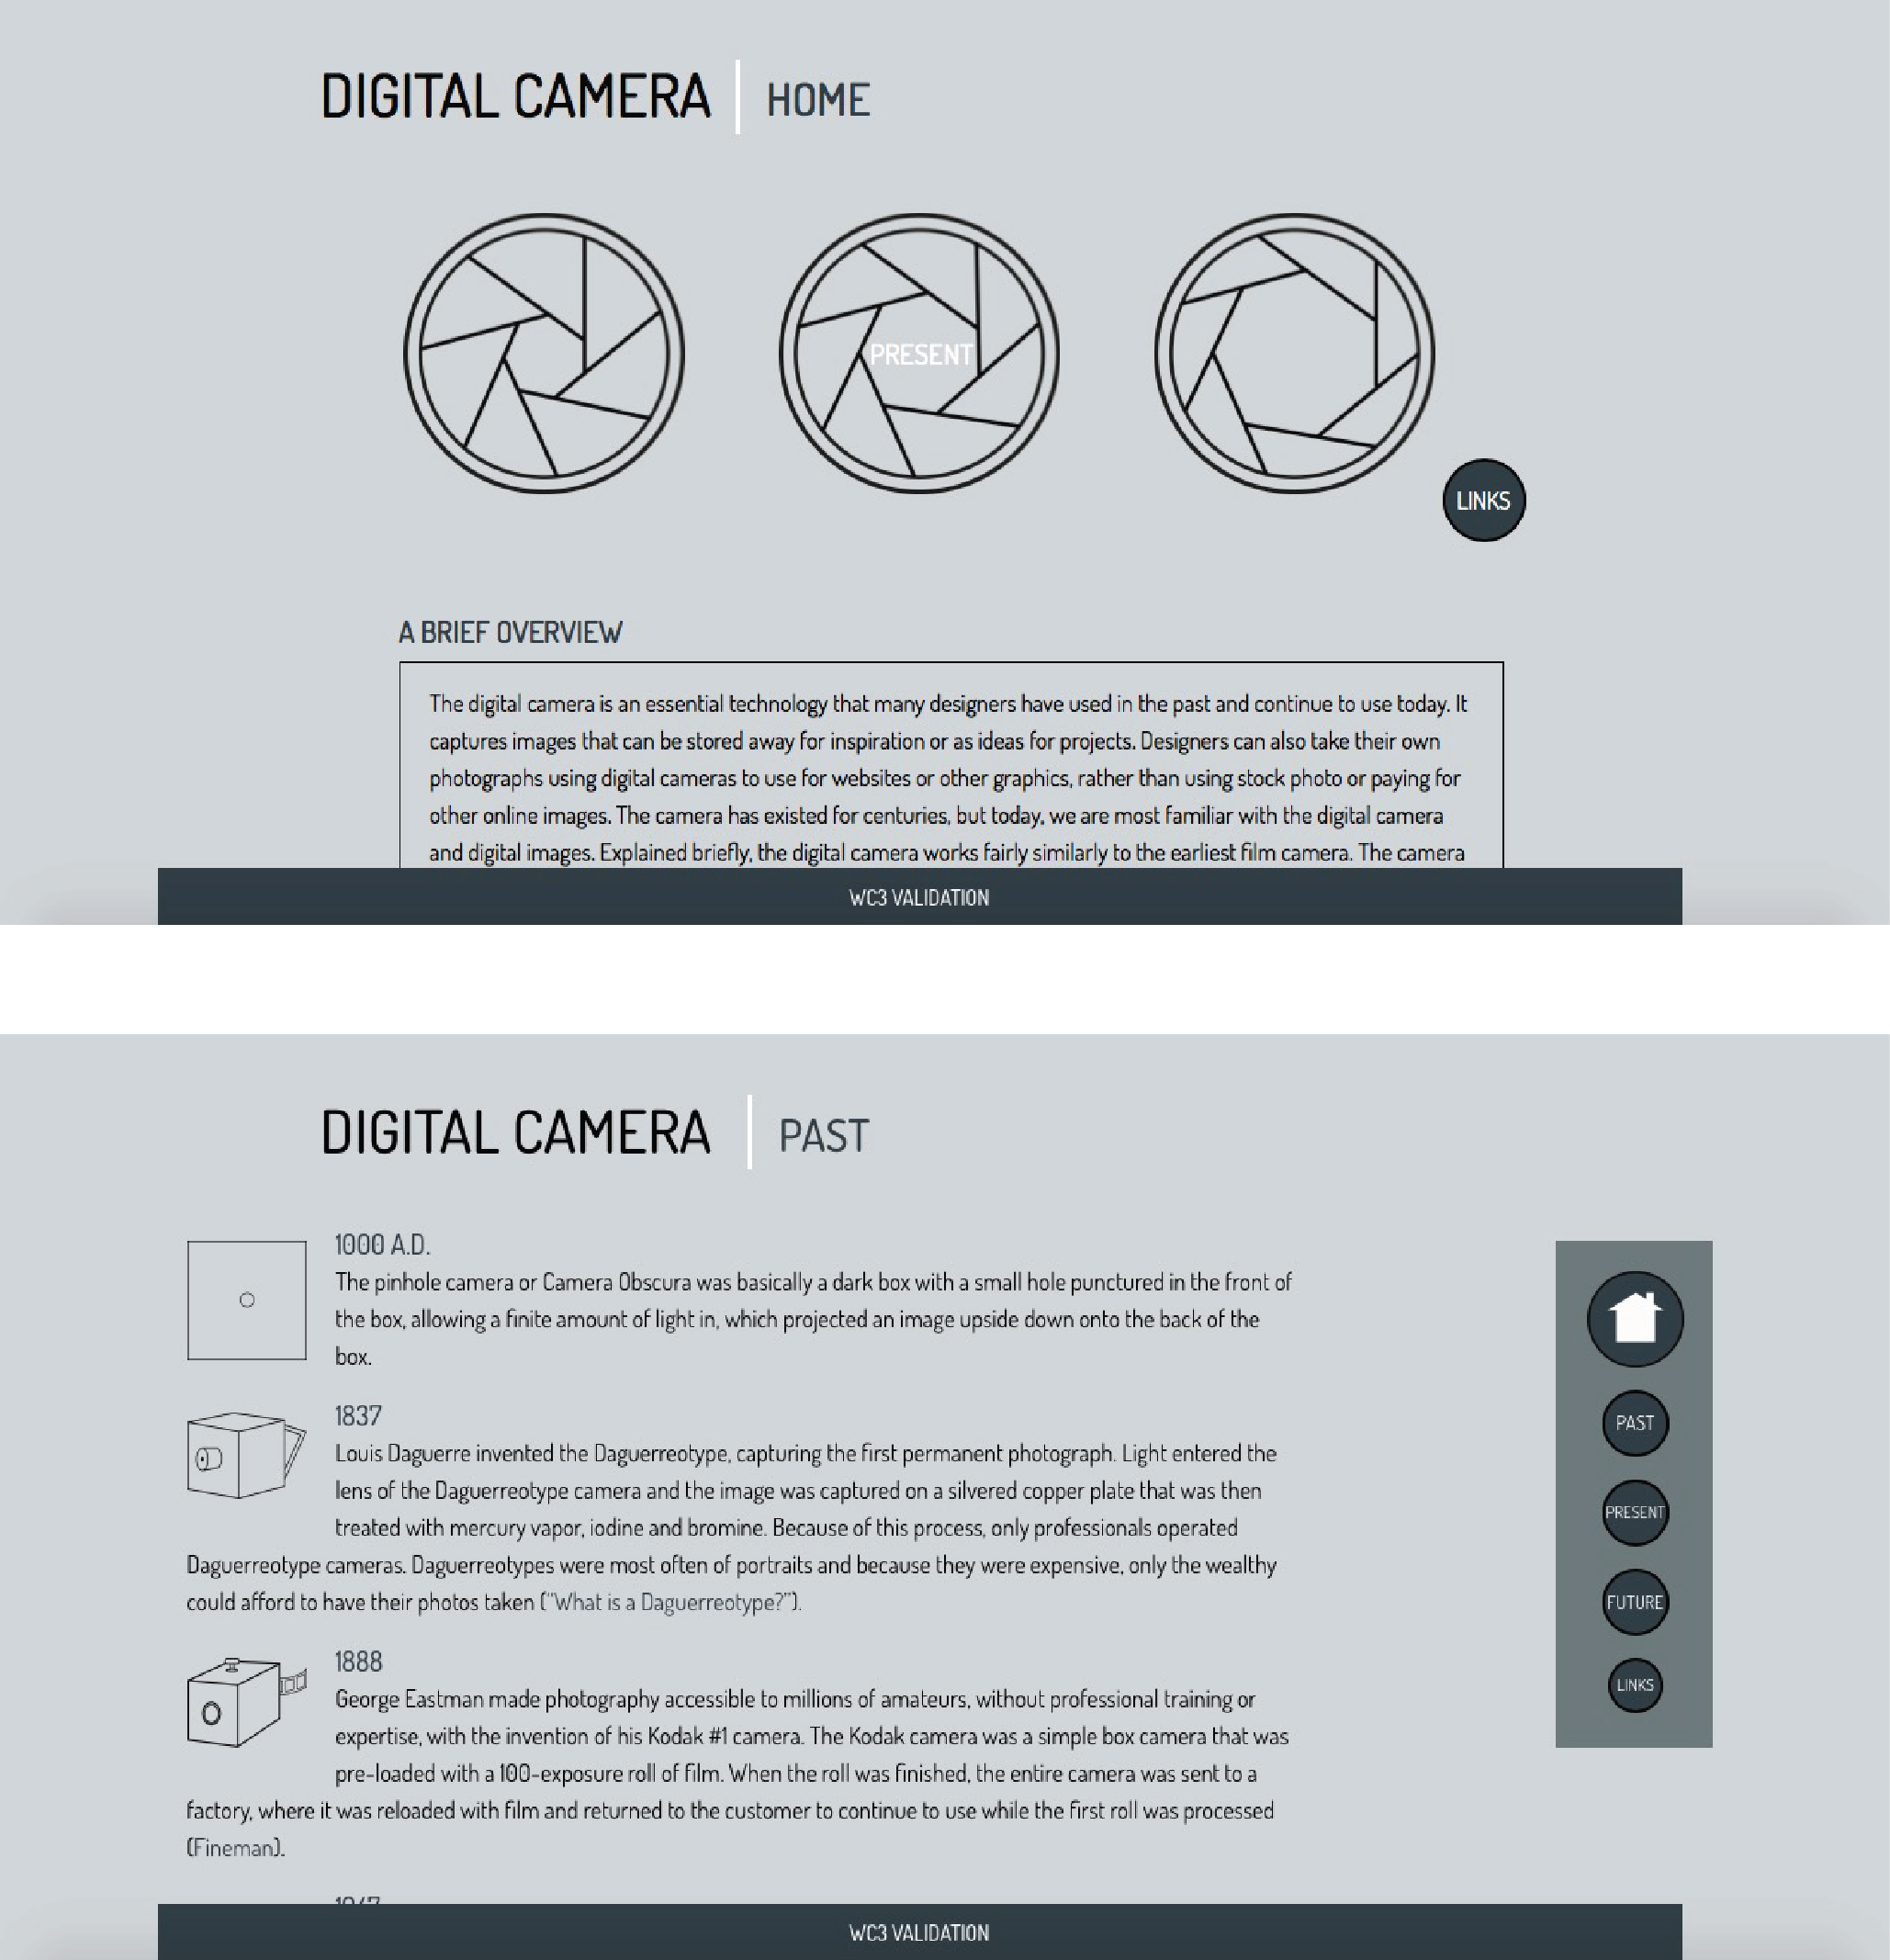 DIGITAL CAMERA
HOME
PRESENT
LINKS
A BRIEF OVERVIEW
The digital camera is an essential technology that many designers have used in the past and continue to use today. It
captures images that can be stored away for inspiration or as ideas for projects. Designers can also take their own
photographs using digital cameras to use for websites or other graphics, rather than using stock photo or paying for
other online images. The camera has existed for centuries, but today, we are most familiar with the digital camera
and digital images. Explained briefly, the digital camera works fairly similarly to the earliest film camera. The camera
WC3 VALIDATION
DIGITAL CAMERA
PAST
1000 A.D.
The pinhole camera or Camera Obscura was basically a dark box with a small hole punctured in the front of
the box, allowing a finite amount of light in, which projected an image upside down onto the back of the
box.
1837
Louis Daguerre invented the Daguerreotype, capturing the first permanent photograph. Light entered the
lens of the Daguerreotype camera and the image was captured on a silvered copper plate that was then
treated with mercury vapor, iodine and bromine. Because of this process, only professionals operated
Daguerreotype cameras. Daguerreotypes were most often of portraits and because they were expensive, only the wealthy
could afford to have their photos taken ("What is a Daguerreotype?").
1888
George Eastman made photography accessible to millions of amateurs, without professional training or
expertise, with the invention of his Kodak #1 camera. The Kodak camera was a simple box camera that was
pre-loaded with a 100-exposure roll of film. When the roll was finished, the entire camera was sent to a
factory, where it was reloaded with film and returned to the customer to continue to use while the first roll was processed
(Fineman).
PAST
PRESENT
FUTURE
LINKS
WC3 VALIDATION